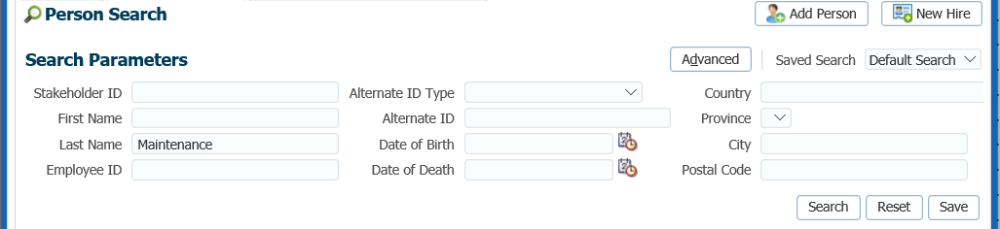 Person Search Add Person New Hire
Search Parameters Advanced Saved Search Default Search
Stakeholder ID Alternate ID Type Country
First Name Alternate ID Province
Last Name Maintenance Date of Birth City
Employee ID Date of Death Postal Code
Search Reset Save